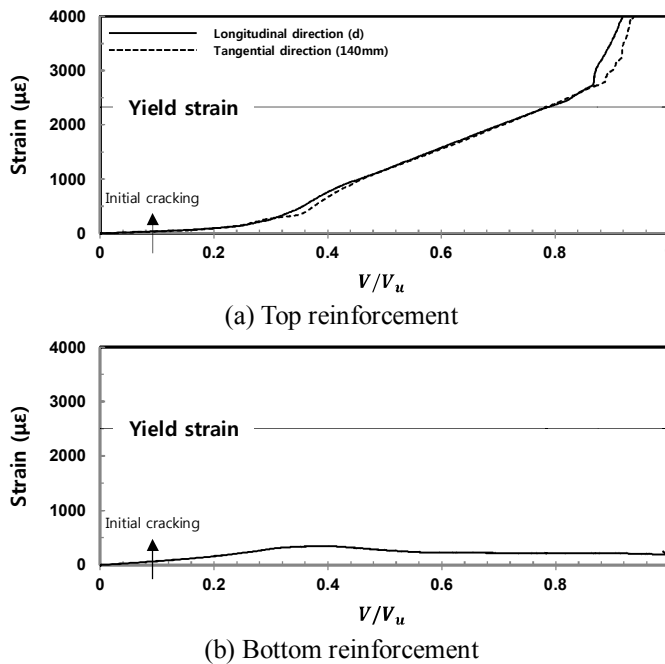 4000
3000
2000
1000
0
Strain (με)
Longitudinal direction (d)
Tangential direction (140mm)
Yield strain
Initial cracking
0 0.2 0.4 0.6 0.8
V/Vu
(a) Top reinforcement
4000
3000
2000
1000
0
Strain (με)
Yield strain
Initial cracking
0 0.2 0.4 0.6 0.8
V/Vu
(b) Bottom reinforcement